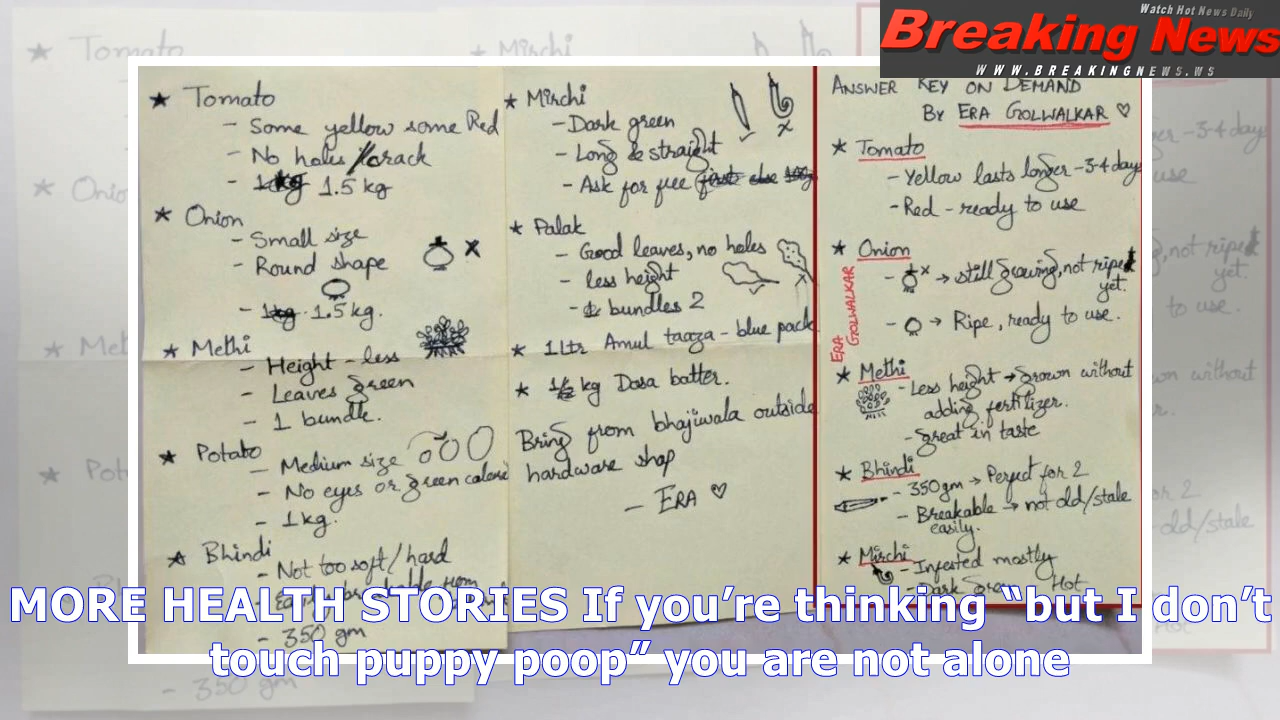 Watch Hot News Daily
Breaking News
WWW.BREAKINGNEWS.WS
★ Tomato
- Some yellow some Red
- No holes /crack
- 1.5 kg
★ Onion
- Small size
- Round shape
- 1kg 1.5 kg.
★ Methi
- Height - less
- Leaves green
- 1 bundle.
★ Potato
- Medium size
- No eyes or green
- 1 kg.
★ Bhindi
- Not too soft / hard
- 350 gm
★ Mirchi
- Dark green
- Long & straight
- Ask for free
★ Palak
- Good leaves, no holes
- less height
- bundles 2
★ 1 Ltr Amul taaza - blue pack
★ kg Dosa batter.
Bring from bhajiwala outside
hardware shop
- ERA ♡
ANSWER KEY ON DEMAND
BY ERA GOLWALKAR ♡
★ Tomato
- Yellow lasts longer - 3-4 days
- Red - ready to use
★ Onion
- x → still growing, not ripe
yet.
- → Ripe, ready to use.
ERA
GOLWALKAR
★ Methi
- Less height → grown without
adding fertilizer.
- great in taste
★ Bhindi
- 350gm → Perfect for 2
- Breakable → not old/stale
easily.
★ Mirchi
- Infested mostly
- Dark green Hot
MORE HEALTH STORIES If you’re thinking “but I don’t
touch puppy poop” you are not alone